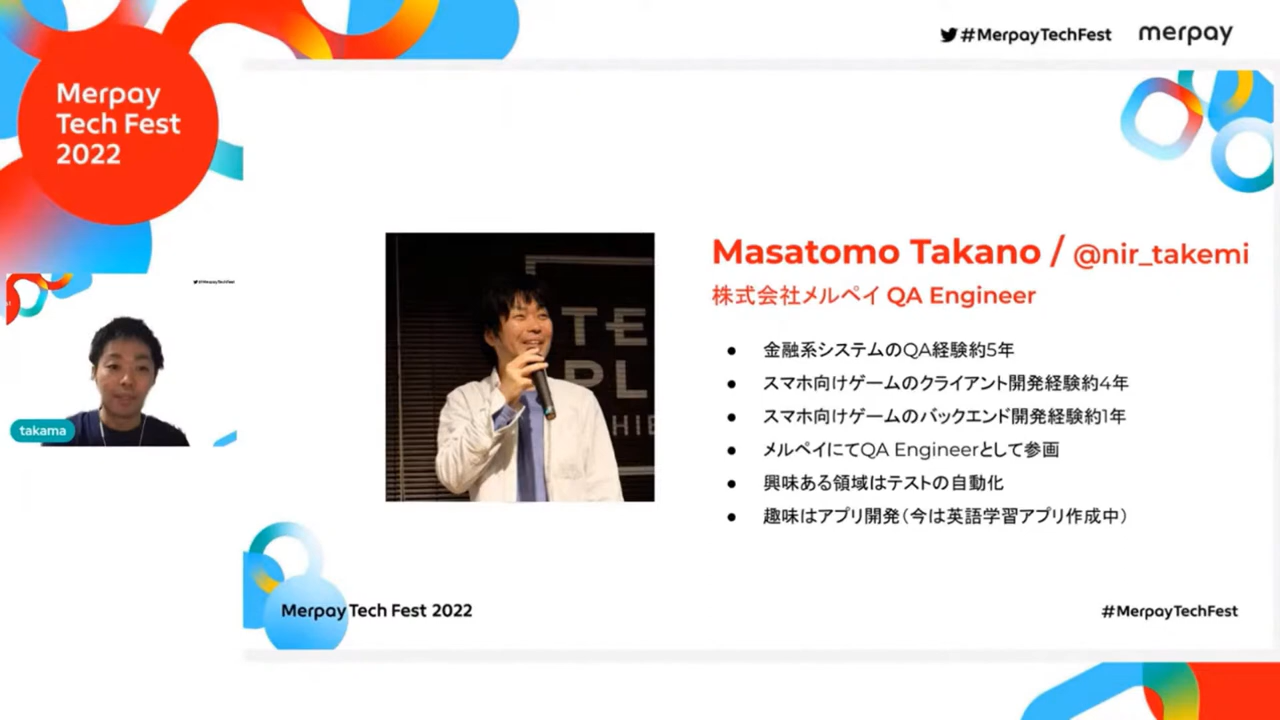 #MerpayTechFest
merpay
Merpay
Tech Fest
2022
#MerpayTechFest
takama
TE
PL
HIE
Masatomo Takano / @nir_takemi
株式会社メルペイ QA Engineer
● 金融系システムのQA経験約5年
● スマホ向けゲームのクライアント開発経験約4年
● スマホ向けゲームのバックエンド開発経験約1年
● メルペイにてQA Engineerとして参画
● 興味ある領域はテストの自動化
● 趣味はアプリ開発(今は英語学習アプリ作成中)
Merpay Tech Fest 2022
#MerpayTechFest